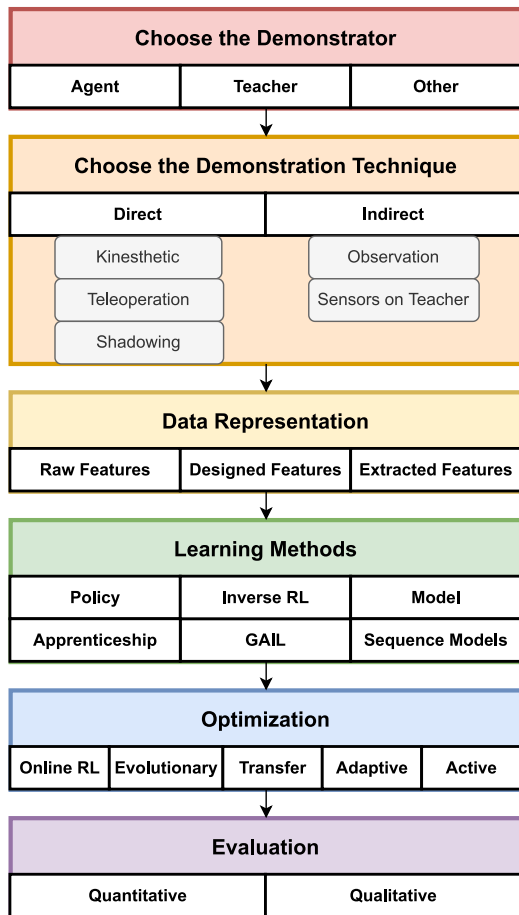 Choose the Demonstrator
Agent
Teacher
Other
Choose the Demonstration Technique
Direct
Indirect
Kinesthetic
Observation
Teleoperation
Sensors on Teacher
Shadowing
Data Representation
Raw Features
Designed Features
Extracted Features
Learning Methods
Policy
Inverse RL
Model
Apprenticeship
GAIL
Sequence Models
Optimization
Online RL
Evolutionary
Transfer
Adaptive
Active
Evaluation
Quantitative
Qualitative